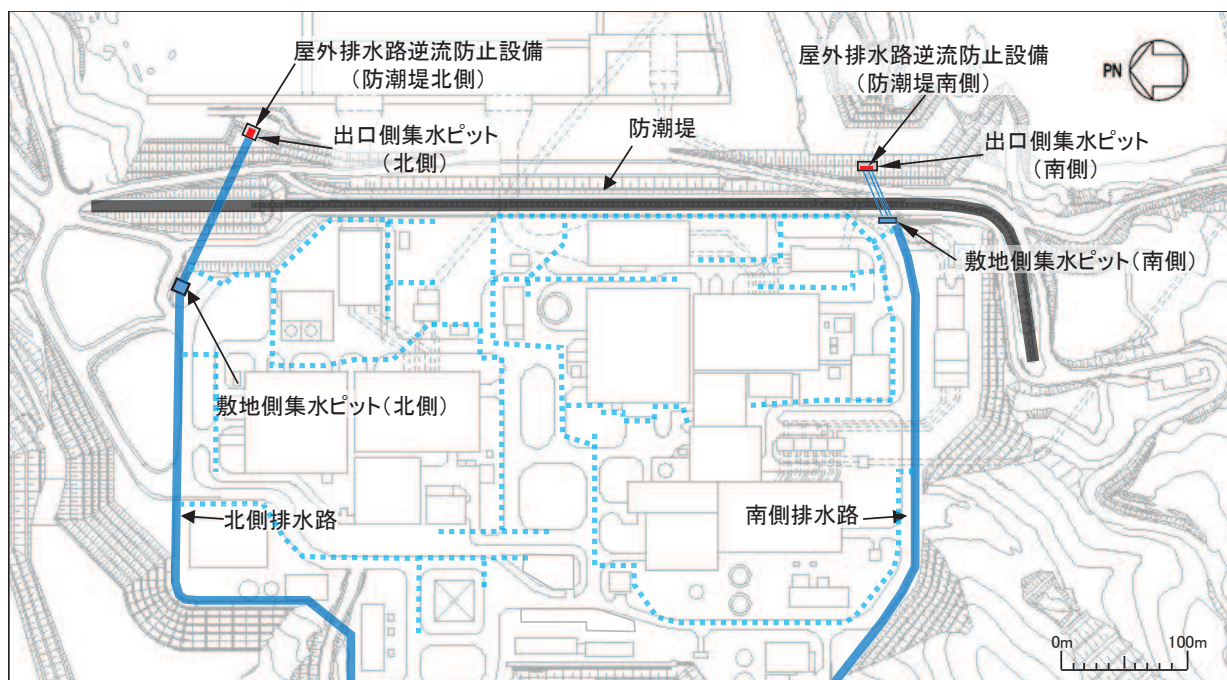 屋外排水路逆流防止設備
(防潮堤北側)
出口側集水ピット
(北側)
防潮堤
屋外排水路逆流防止設備
(防潮堤南側)
出口側集水ピット
(南側)
PN
敷地側集水ピット(南側)
敷地側集水ピット(北側)
北側排水路
南側排水路
0m
100m